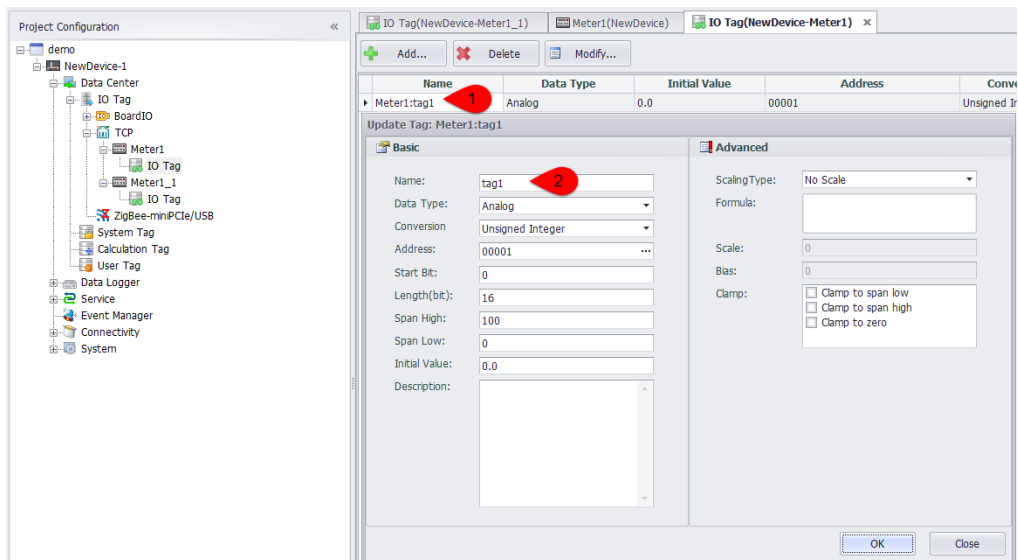 Project Configuration
«
demo
NewDevice-1
Data Center
IO Tag
BoardIO
TCP
Meter1
IO Tag
Meter1_1
IO Tag
ZigBee-miniPCIe/USB
System Tag
Calculation Tag
User Tag
Data Logger
Service
Event Manager
Connectivity
System
IO Tag(NewDevice-Meter1_1) Meter1(NewDevice) IO Tag(NewDevice-Meter1) ×
Add... Delete Modify...
Name Data Type Initial Value Address Conve
Meter1:tag1 1 Analog 0.0 00001 Unsigned In
Update Tag: Meter1:tag1
Basic
Name: tag1 2
Data Type: Analog
Conversion Unsigned Integer
Address: 00001 ...
Start Bit: 0
Length(bit): 16
Span High: 100
Span Low: 0
Initial Value: 0.0
Description:
Advanced
ScalingType: No Scale
Formula:
Scale: 0
Bias: 0
Clamp: Clamp to span low
Clamp to span high
Clamp to zero
OK Close